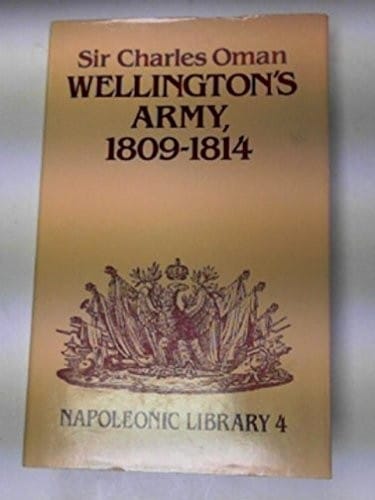 Sir Charles Oman
WELLINGTON'S
ARMY,
1809-1814
NAPOLEONIC LIBRARY 4